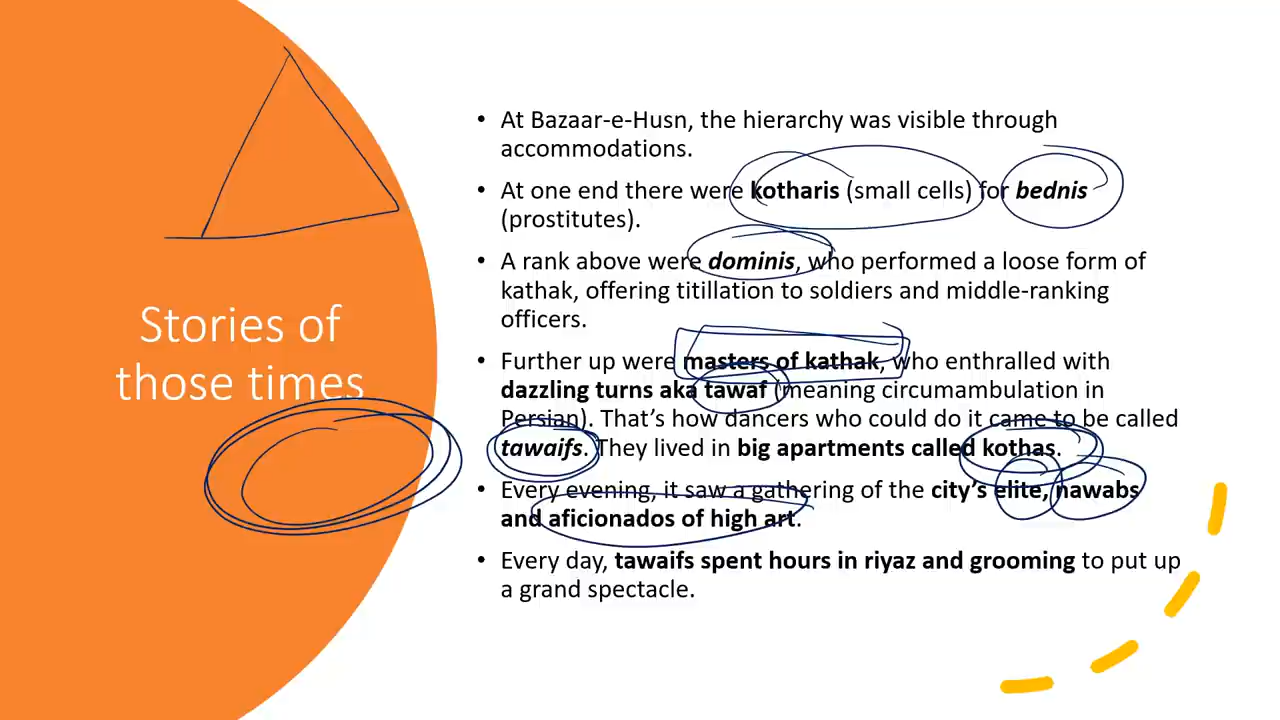 Stories of
those times
• At Bazaar-e-Husn, the hierarchy was visible through
accommodations.
• At one end there were kotharis (small cells) for bednis
(prostitutes).
• A rank above were dominis, who performed a loose form of
kathak, offering titillation to soldiers and middle-ranking
officers.
• Further up were masters of kathak, who enthralled with
dazzling turns aka tawaf (meaning circumambulation in
Persian). That's how dancers who could do it came to be called
tawaifs. They lived in big apartments called kothas.
• Every evening, it saw a gathering of the city's elite, nawabs
and aficionados of high art.
• Every day, tawaifs spent hours in riyaz and grooming to put up
a grand spectacle.